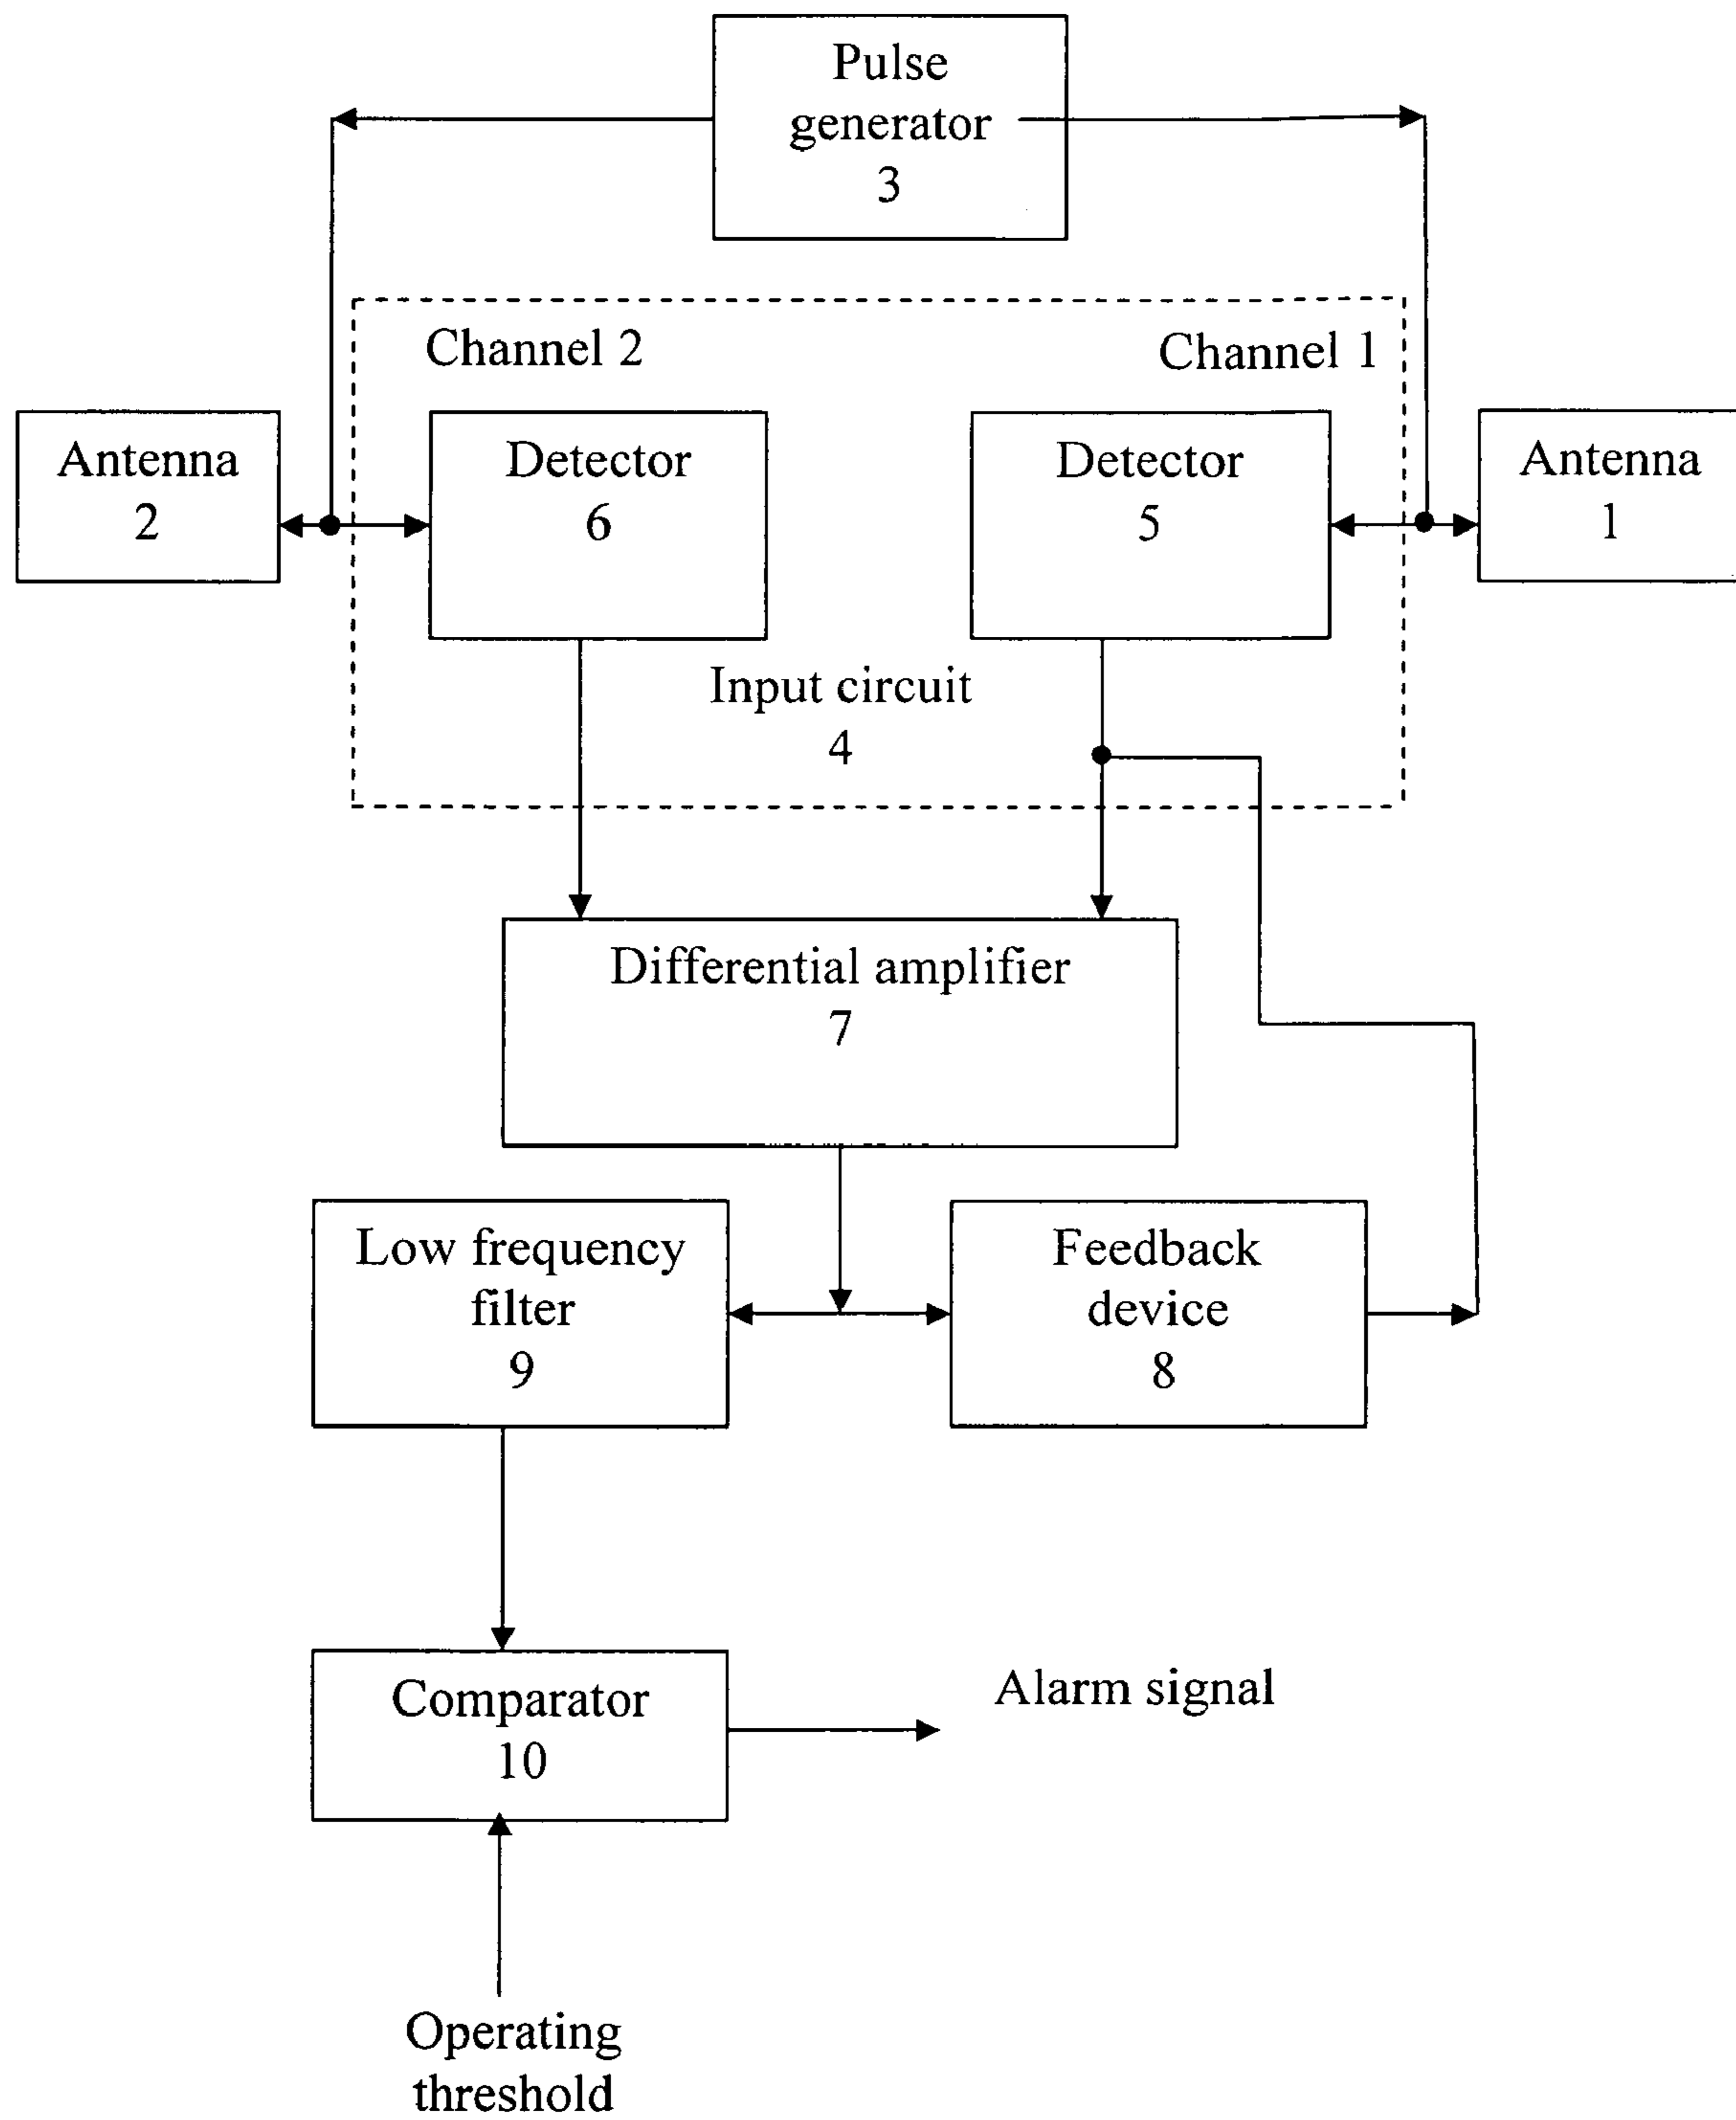 Pulse
generator
3
Channel 2
Channel 1
Antenna
2
Detector
6
Detector
5
Antenna
1
Input circuit
4
Differential amplifier
7
Low frequency
filter
9
Feedback
device
8
Comparator
10
Alarm signal
Operating
threshold